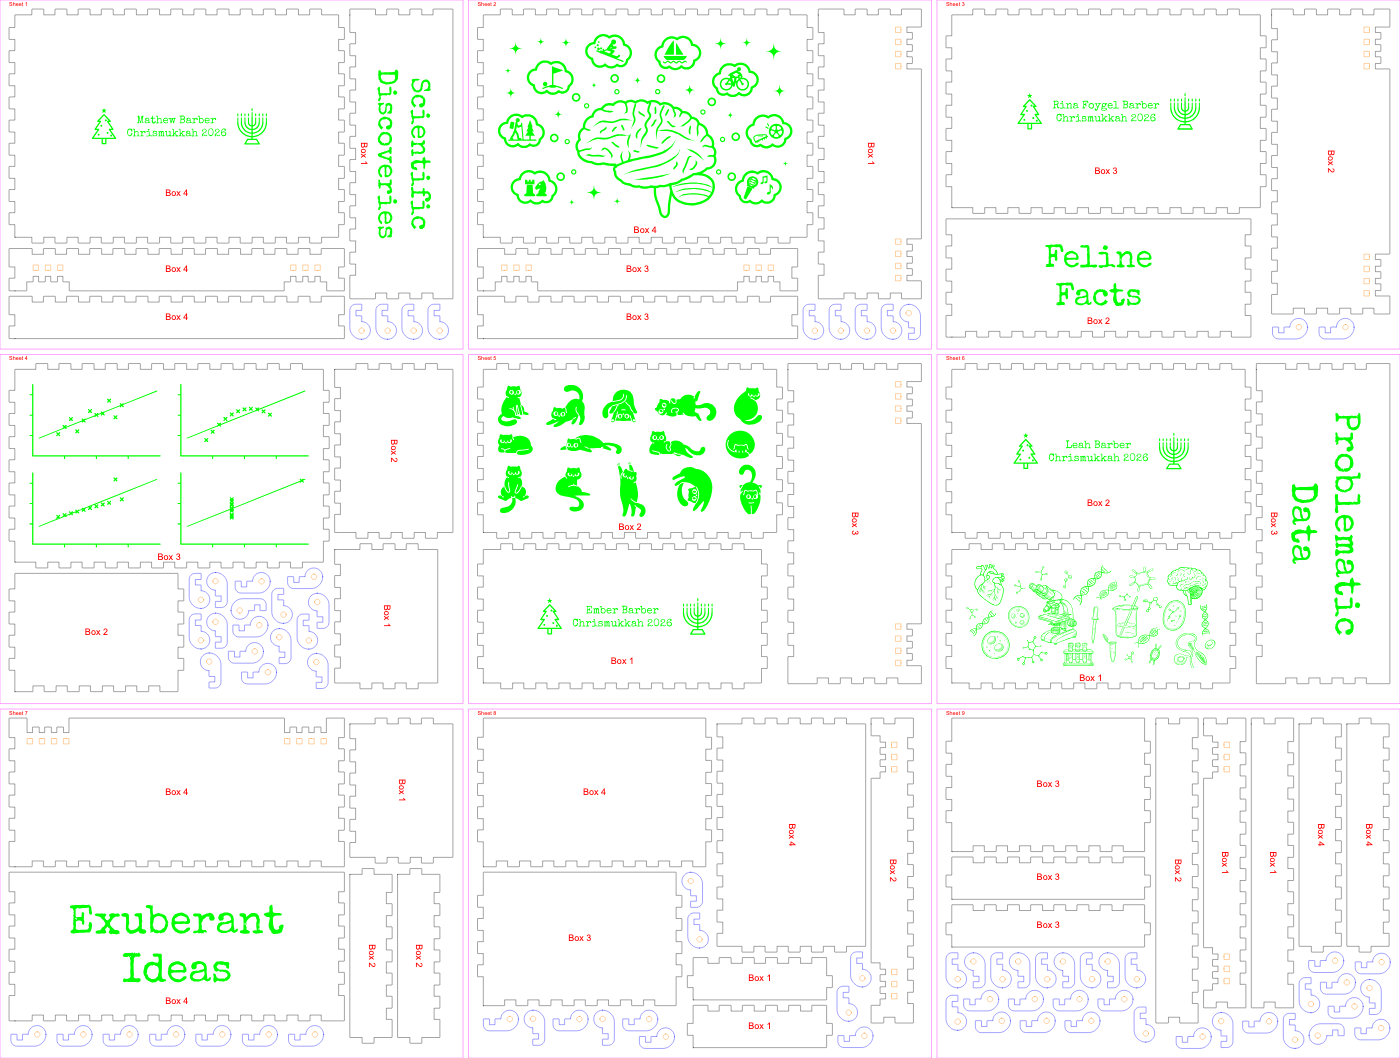 Sheet 1
Mathew Barber
Chrismukkah 2026
Box 4
Box 4
Box 4
Scientific
Discoveries
Box 1
Sheet 2
Box 4
Box 3
Box 3
Box 1
Sheet 3
Rina Foygel Barber
Chrismukkah 2026
Box 3
Feline
Facts
Box 2
Box 2
Sheet 4
Box 3
Box 2
Box 2
Box 1
Sheet 5
Box 2
Ember Barber
Chrismukkah 2026
Box 1
Box 3
Sheet 6
Leah Barber
Chrismukkah 2026
Box 2
Box 1
Problematic
Data
Box 3
Sheet 7
Box 4
Exuberant
Ideas
Box 4
Box 1
Box 2
Box 2
Sheet 8
Box 4
Box 3
Box 4
Box 1
Box 1
Box 2
Sheet 9
Box 3
Box 3
Box 3
Box 2
Box 1
Box 1
Box 4
Box 4